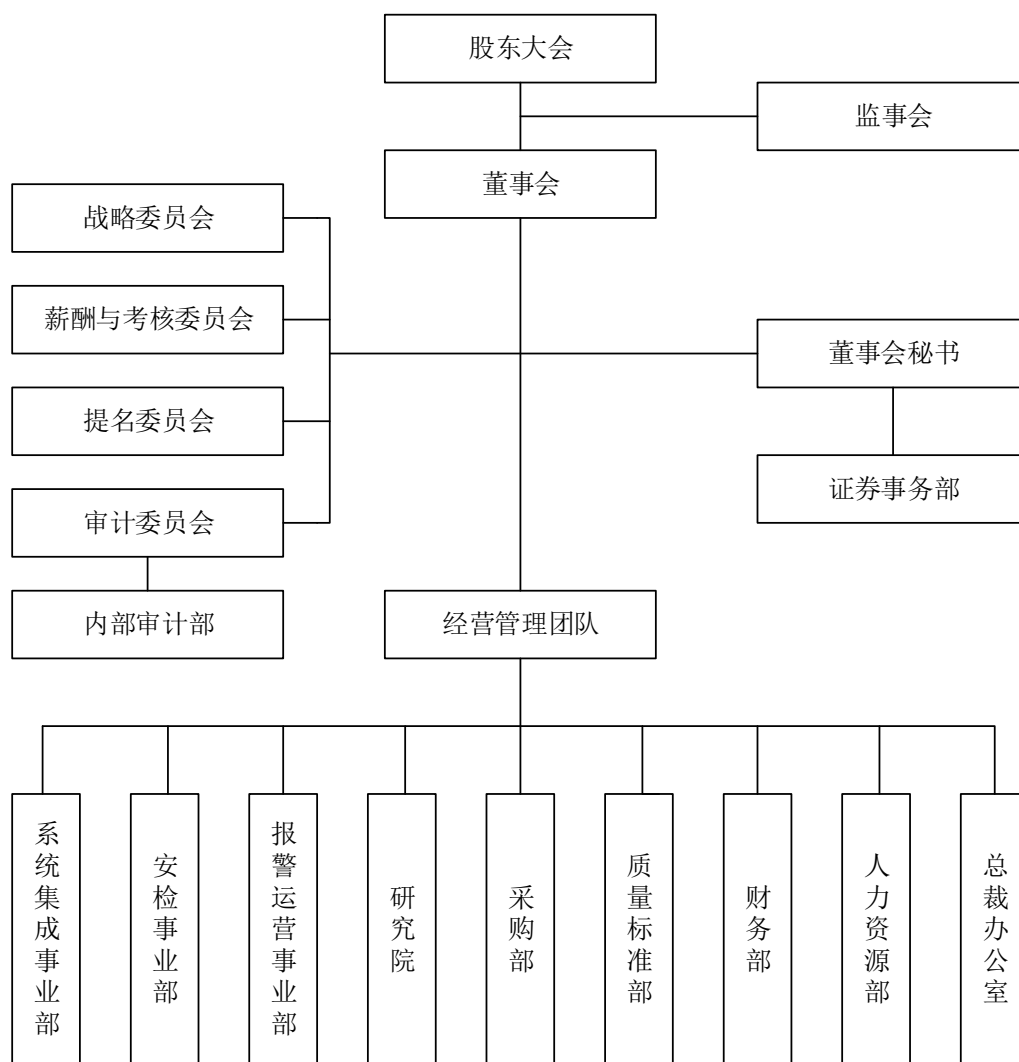 股东大会
监事会
董事会
战略委员会
薪酬与考核委员会
董事会秘书
提名委员会
证券事务部
审计委员会
内部审计部
经营管理团队
系统集成事业部
安检事业部
报警运营事业部
研究院
采购部
质量标准部
财务部
人力资源部
总裁办公室